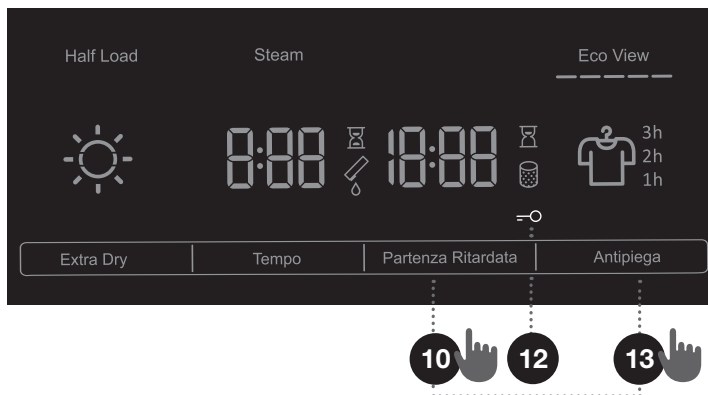 Half Load
Steam
Eco View
8:88
18:88
3h
2h
1h
Extra Dry
Tempo
Partenza Ritardata
Antipiega
10
12
13